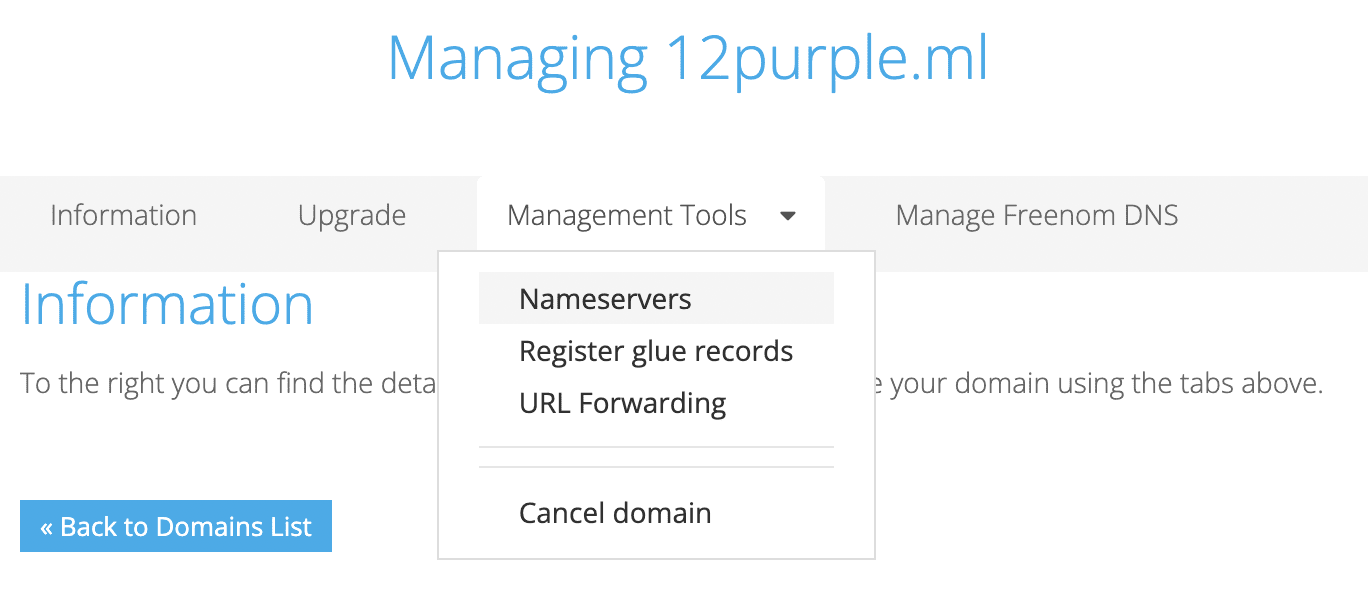 Managing 12purple.ml
Information Upgrade Management Tools Manage Freenom DNS
Information
Nameservers
Register glue records
To the right you can find the deta your domain using the tabs above.
URL Forwarding
Cancel domain
« Back to Domains List